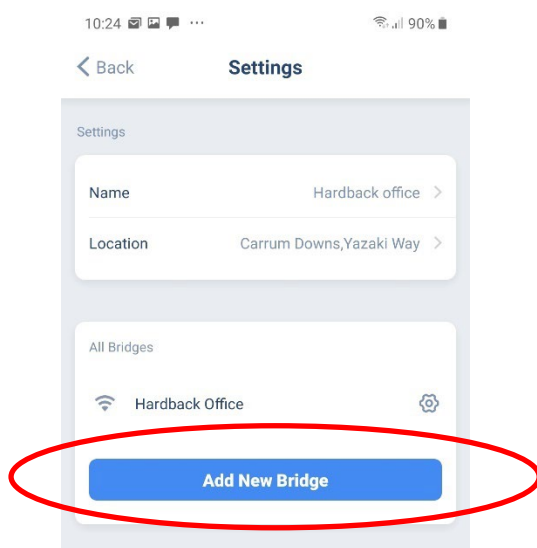 10:24 ... 90%
Back Settings
Settings
Name Hardback office
Location Carrum Downs,Yazaki Way
All Bridges
Hardback Office
Add New Bridge